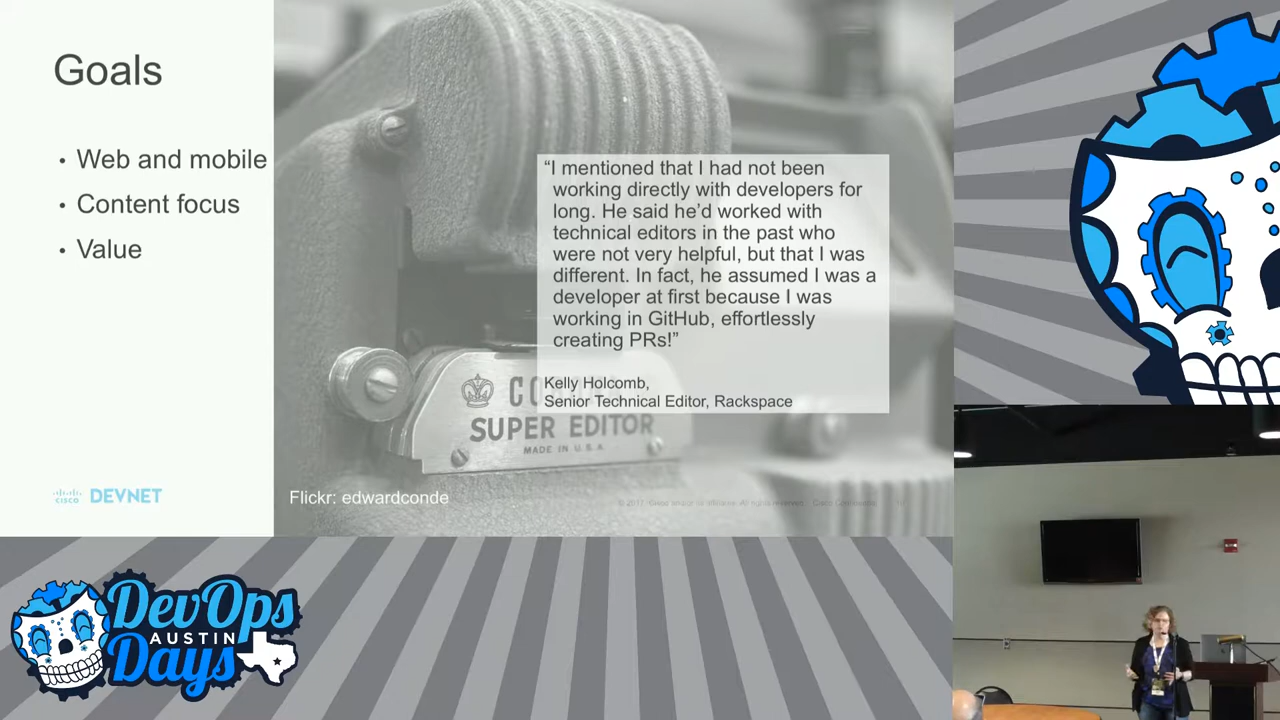 Goals
• Web and mobile
• Content focus
• Value
“I mentioned that I had not been
working directly with developers for
long. He said he’d worked with
technical editors in the past who
were not very helpful, but that I was
different. In fact, he assumed I was a
developer at first because I was
working in GitHub, effortlessly
creating PRs!”
Kelly Holcomb,
Senior Technical Editor, Rackspace
SUPER EDITOR
MADE IN U.S.A.
CISCO DEVNET
Flickr: edwardconde
DevOps
AUSTIN
Days